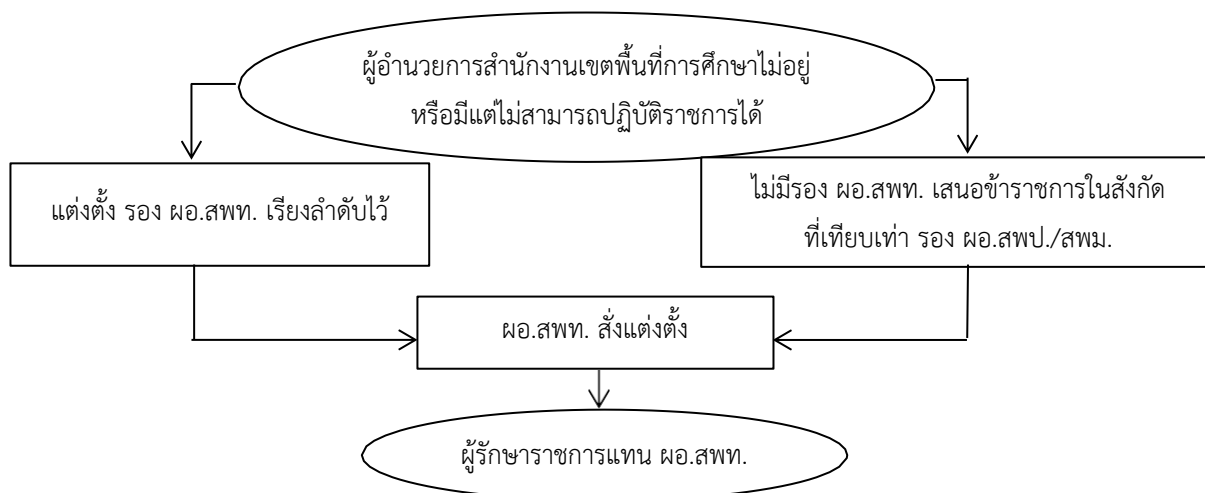 ผู้อำนวยการสำนักงานเขตพื้นที่การศึกษาไม่อยู่
หรือมีแต่ไม่สามารถปฏิบัติราชการได้
แต่งตั้ง รอง ผอ.สพท. เรียงลำดับไว้
ไม่มีรอง ผอ.สพท. เสนอข้าราชการในสังกัด
ที่เทียบเท่า รอง ผอ.สพป./สพม.
ผอ.สพท. สั่งแต่งตั้ง
ผู้รักษาราชการแทน ผอ.สพท.